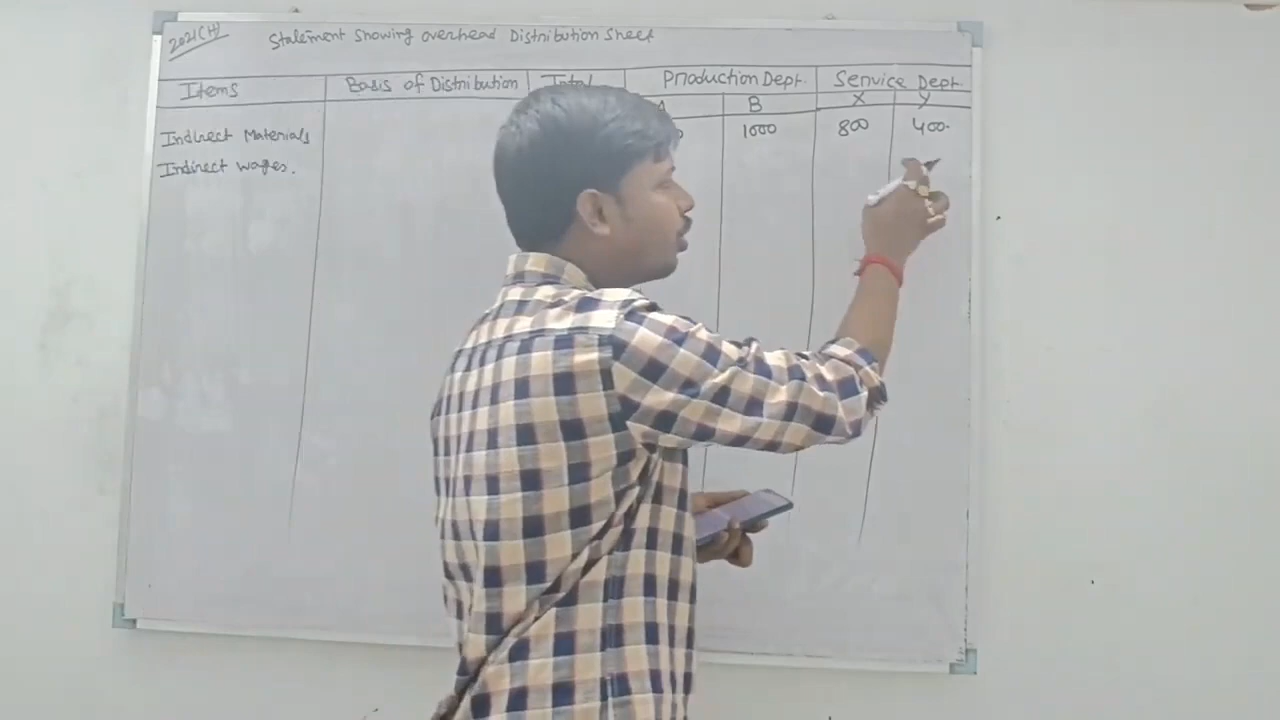 2021(H)
Statement Showing overhead Distribution Sheet
Items Basis of Distribution Total Production Dept. Service Dept.
A B X Y
Indirect Materials 1000 800 400
Indirect wages.